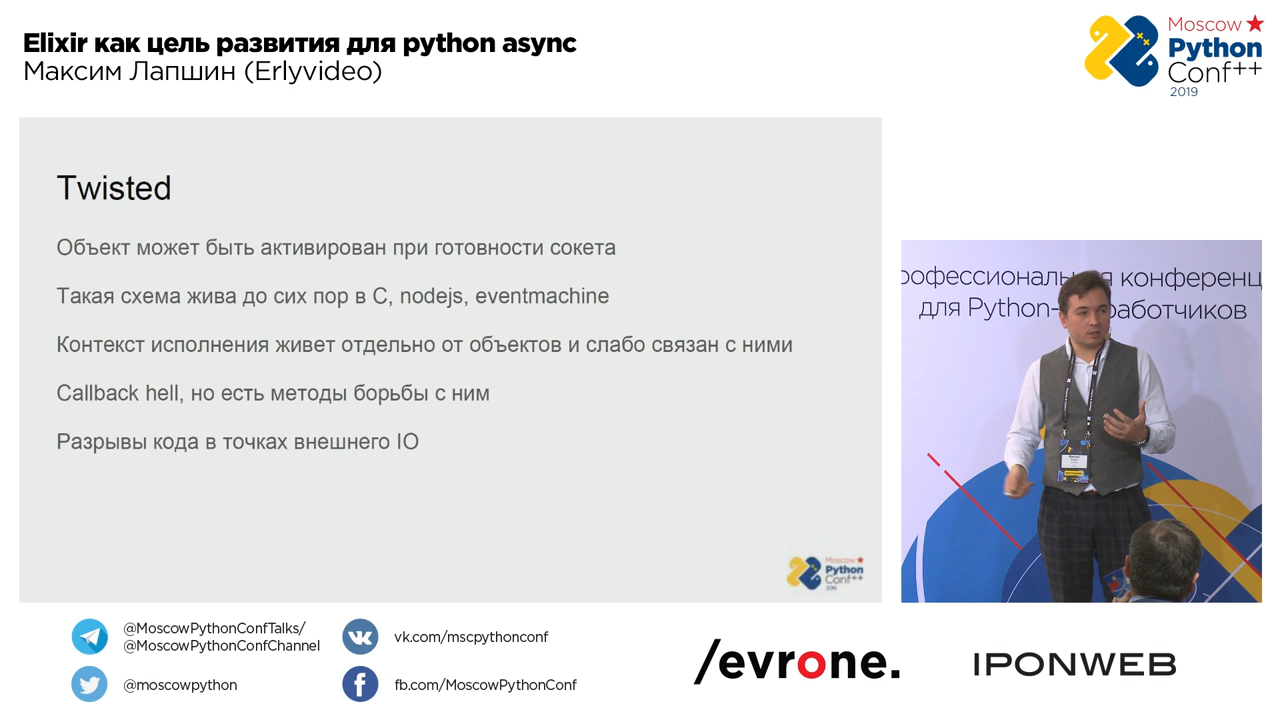 Elixir как цель развития для python async
Максим Лапшин (Erlyvideo)
Moscow
Python
Conf++
2019
Twisted
Объект может быть активирован при готовности сокета
Такая схема жива до сих пор в C, nodejs, eventmachine
Контекст исполнения живет отдельно от объектов и слабо связан с ними
Callback hell, но есть методы борьбы с ним
Разрывы кода в точках внешнего IO
Moscow
Python
Conf++
2019
для Python-
@MoscowPythonConfTalks/
@MoscowPythonConfChannel
vk.com/mscpythonconf
@moscowpython
fb.com/MoscowPythonConf
/evrone.
IPONWEB